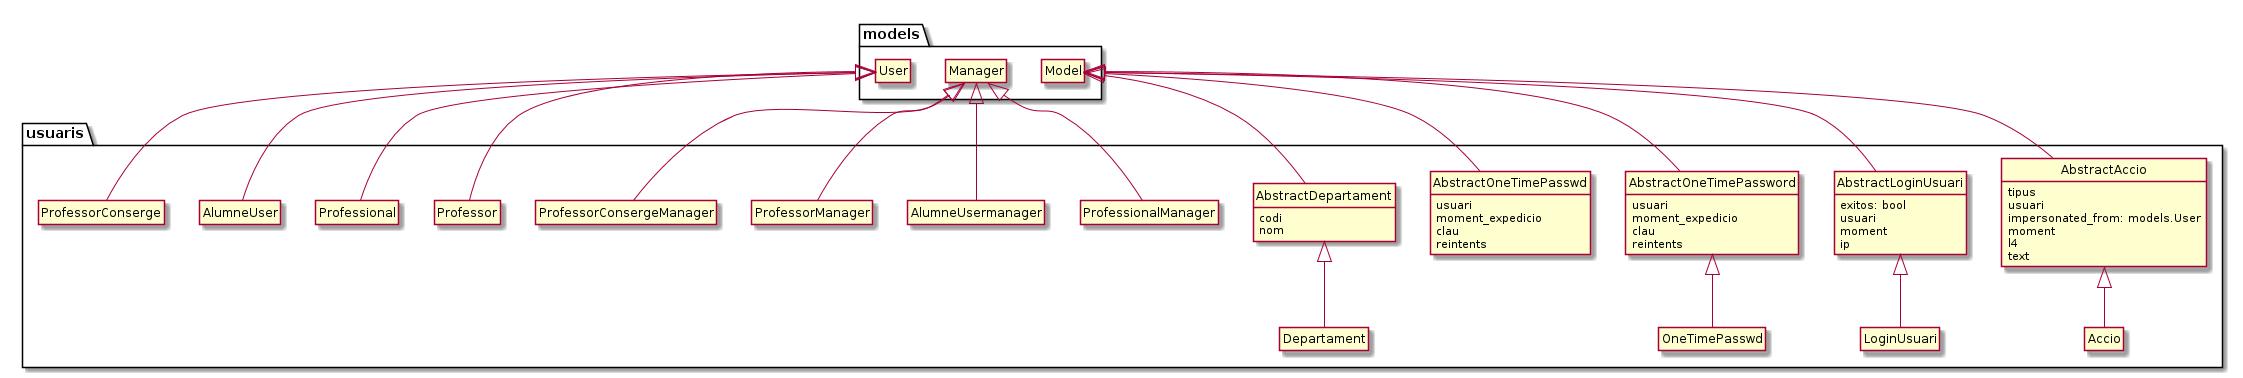 models
User
Manager
Model
usuaris
ProfessorConserge
AlumneUser
Professional
Professor
ProfessorConsergeManager
ProfessorManager
AlumneUsermanager
ProfessionalManager
AbstractDepartament
codi
nom
AbstractOneTimePasswd
usuari
moment_expedicio
clau
reintents
AbstractOneTimePassword
usuari
moment_expedicio
clau
reintents
AbstractLoginUsuari
exitos: bool
usuari
moment
ip
AbstractAccio
tipus
usuari
impersonated_from: models.User
moment
l4
text
Departament
OneTimePasswd
LoginUsuari
Accio